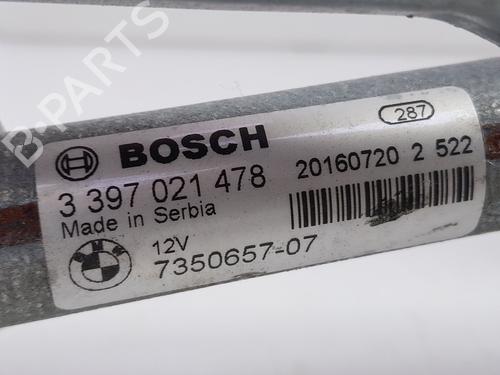 B-PARTS
287
BOSCH
3 397 021 478
20160720 2 522
Made in Serbia
12V
7350657-07